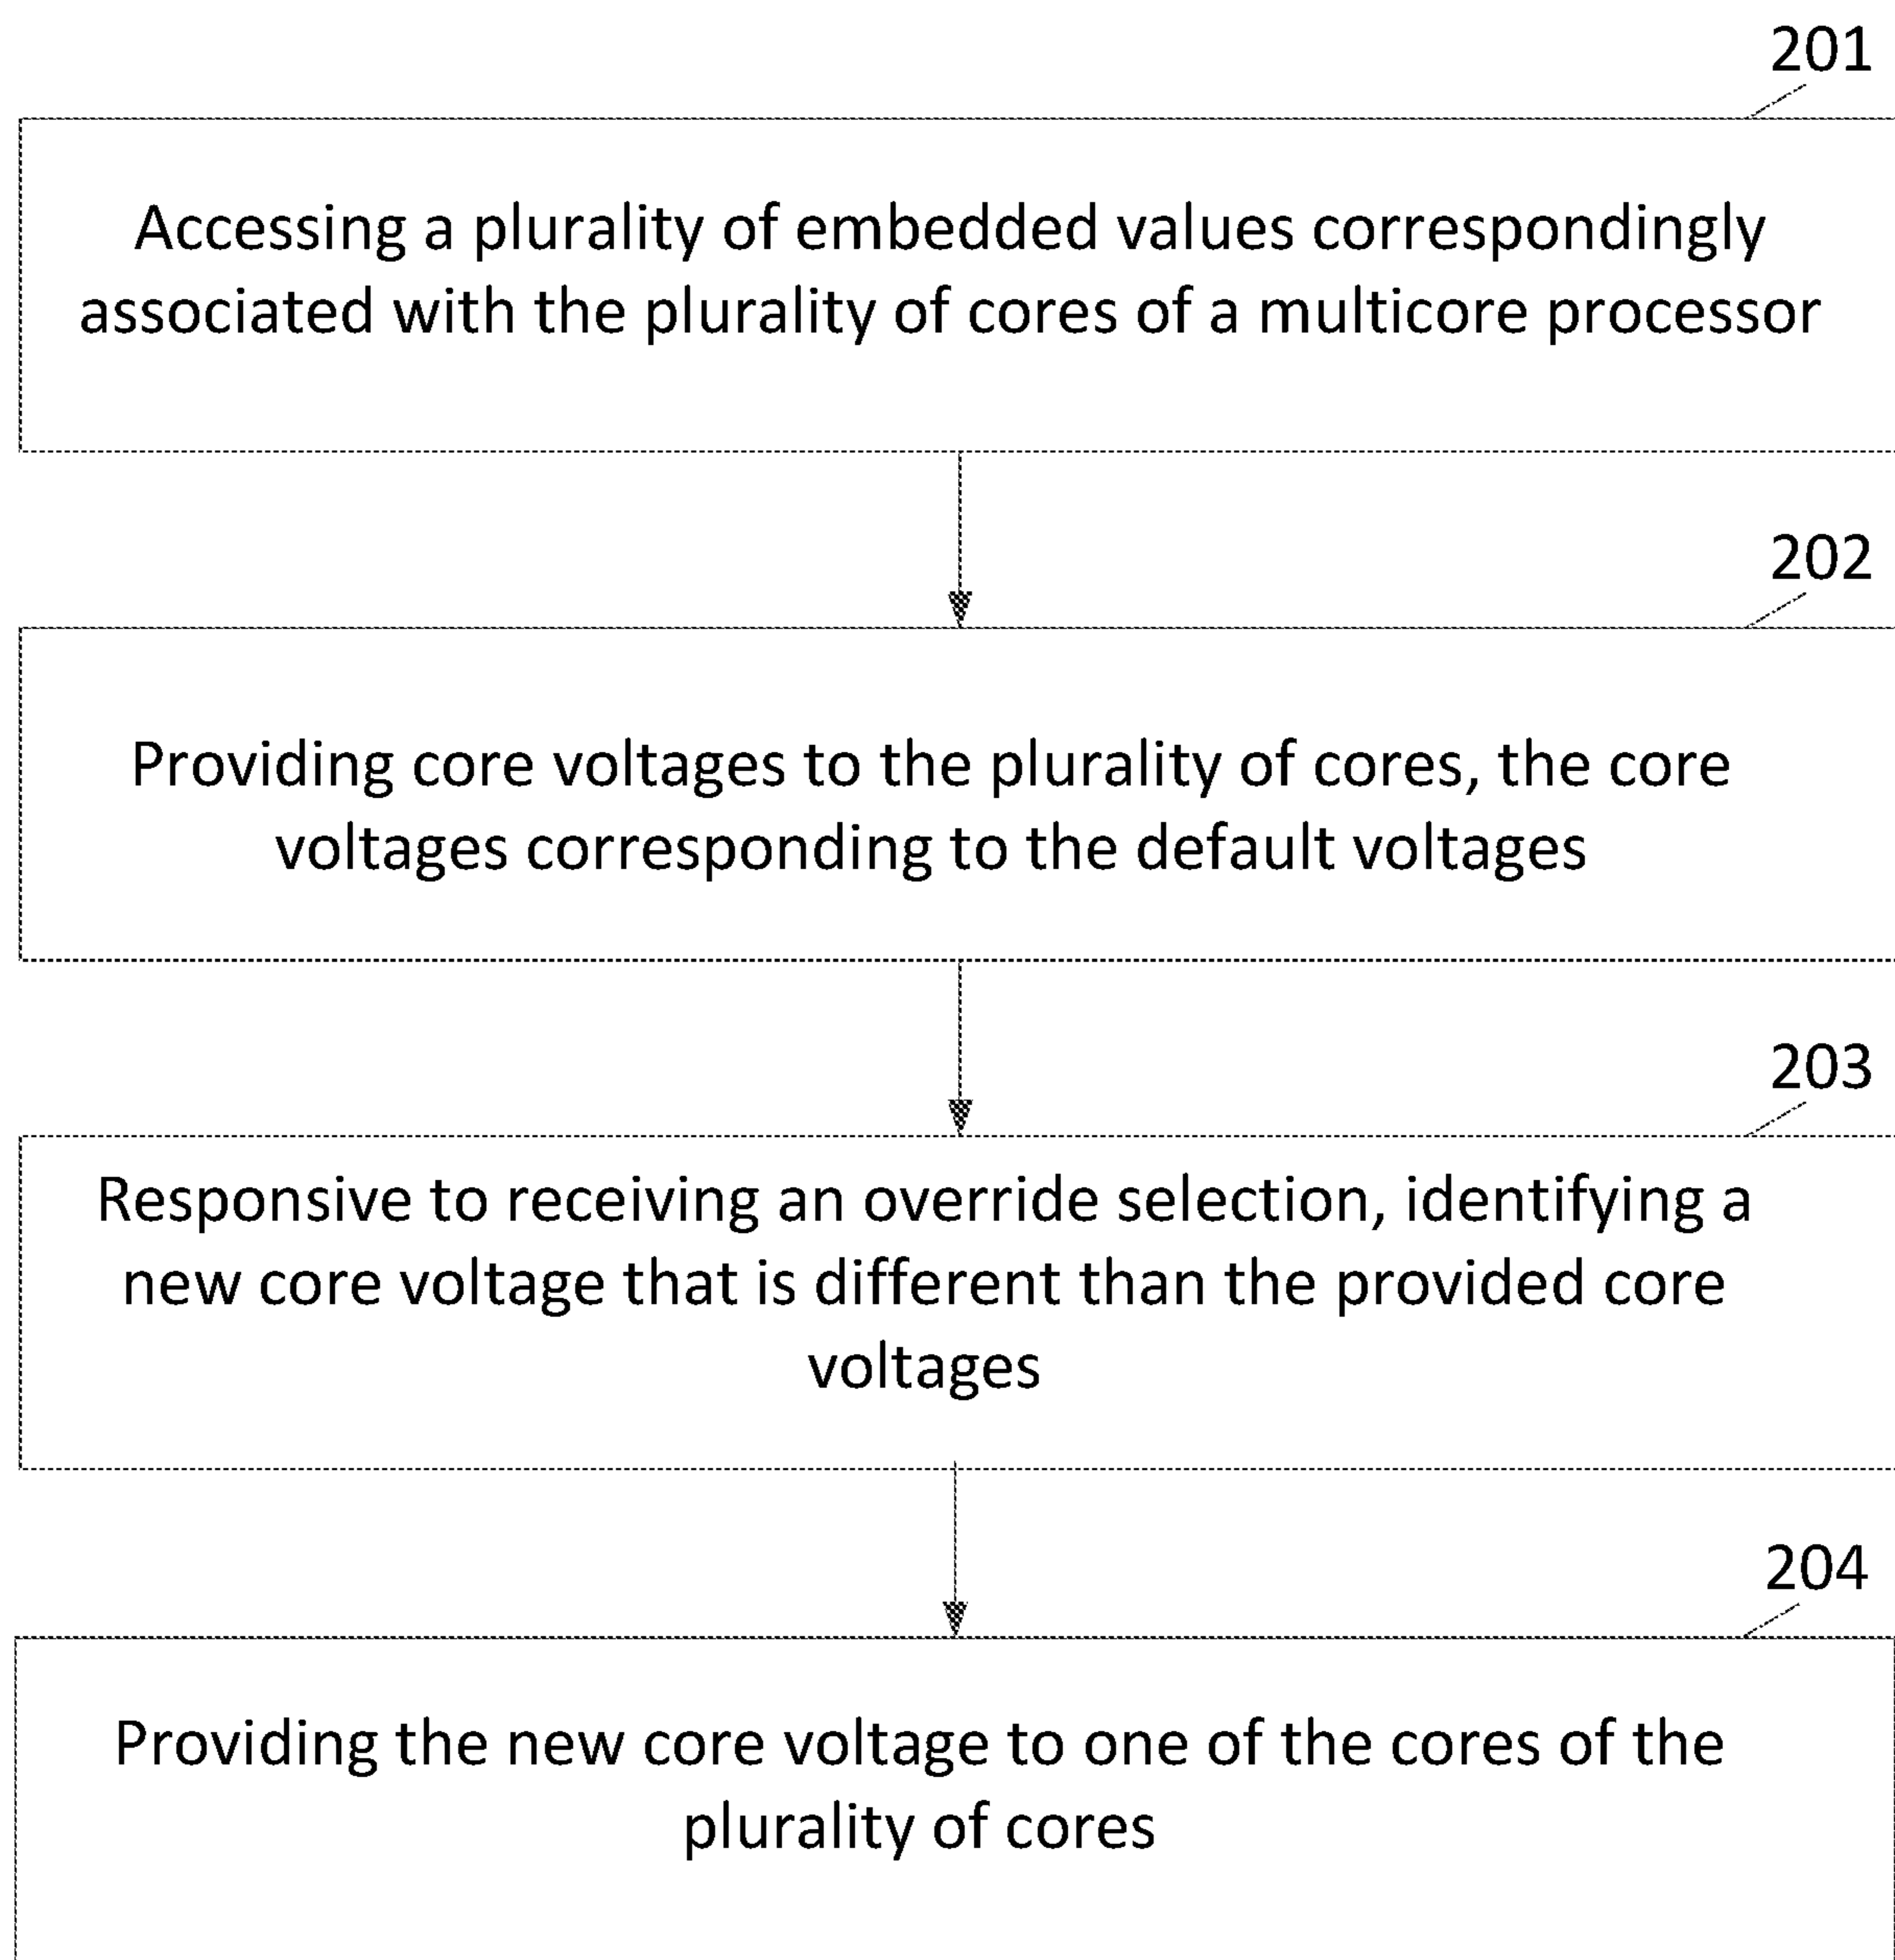 201
Accessing a plurality of embedded values correspondingly
associated with the plurality of cores of a multicore processor
202
Providing core voltages to the plurality of cores, the core
voltages corresponding to the default voltages
203
Responsive to receiving an override selection, identifying a
new core voltage that is different than the provided core
voltages
204
Providing the new core voltage to one of the cores of the
plurality of cores